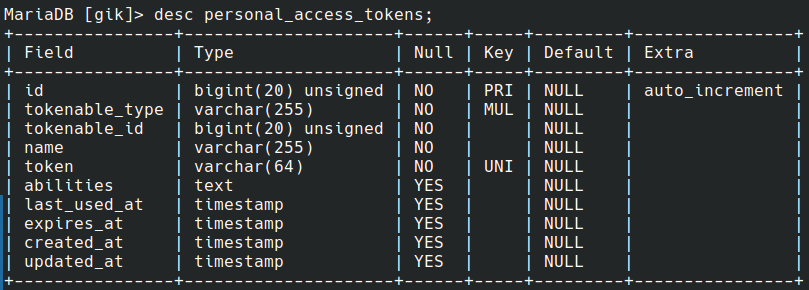 MariaDB [gik]> desc personal_access_tokens;
+----------------+---------------------+------+-----+---------+----------------+
| Field          | Type                | Null | Key | Default | Extra          |
+----------------+---------------------+------+-----+---------+----------------+
| id             | bigint(20) unsigned | NO   | PRI | NULL    | auto_increment |
| tokenable_type | varchar(255)        | NO   | MUL | NULL    |                |
| tokenable_id   | bigint(20) unsigned | NO   |     | NULL    |                |
| name           | varchar(255)        | NO   |     | NULL    |                |
| token          | varchar(64)         | NO   | UNI | NULL    |                |
| abilities      | text                | YES  |     | NULL    |                |
| last_used_at   | timestamp           | YES  |     | NULL    |                |
| expires_at     | timestamp           | YES  |     | NULL    |                |
| created_at     | timestamp           | YES  |     | NULL    |                |
| updated_at     | timestamp           | YES  |     | NULL    |                |
+----------------+---------------------+------+-----+---------+----------------+